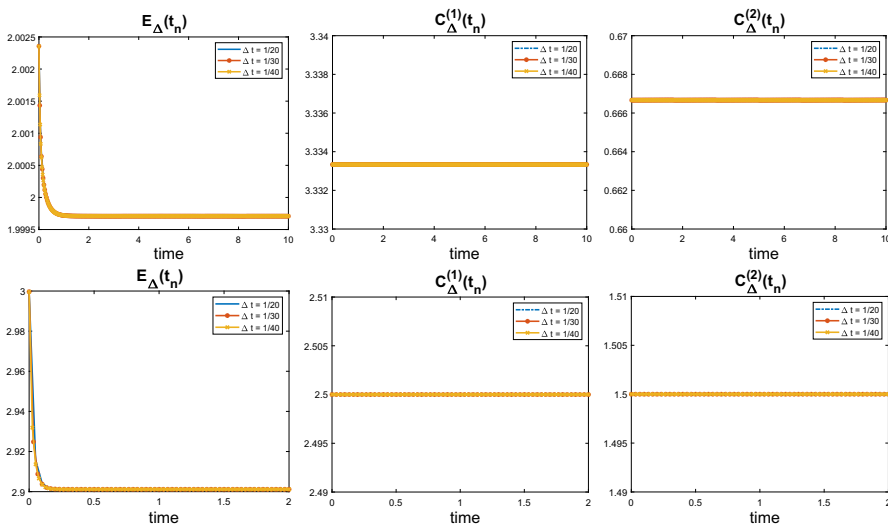 E_Δ(t_n)
2.0025
2.002
2.0015
2.001
2.0005
2
1.9995
0 2 4 6 8 10
time
Δ t = 1/20
Δ t = 1/30
Δ t = 1/40
C_Δ^(1)(t_n)
3.34
3.338
3.336
3.334
3.332
3.33
0 2 4 6 8 10
time
Δ t = 1/20
Δ t = 1/30
Δ t = 1/40
C_Δ^(2)(t_n)
0.67
0.668
0.666
0.664
0.662
0.66
0 2 4 6 8 10
time
Δ t = 1/20
Δ t = 1/30
Δ t = 1/40
E_Δ(t_n)
3
2.98
2.96
2.94
2.92
2.9
0 0.5 1 1.5 2
time
Δ t = 1/20
Δ t = 1/30
Δ t = 1/40
C_Δ^(1)(t_n)
2.51
2.505
2.5
2.495
2.49
0 0.5 1 1.5 2
time
Δ t = 1/20
Δ t = 1/30
Δ t = 1/40
C_Δ^(2)(t_n)
1.51
1.505
1.5
1.495
1.49
0 0.5 1 1.5 2
time
Δ t = 1/20
Δ t = 1/30
Δ t = 1/40